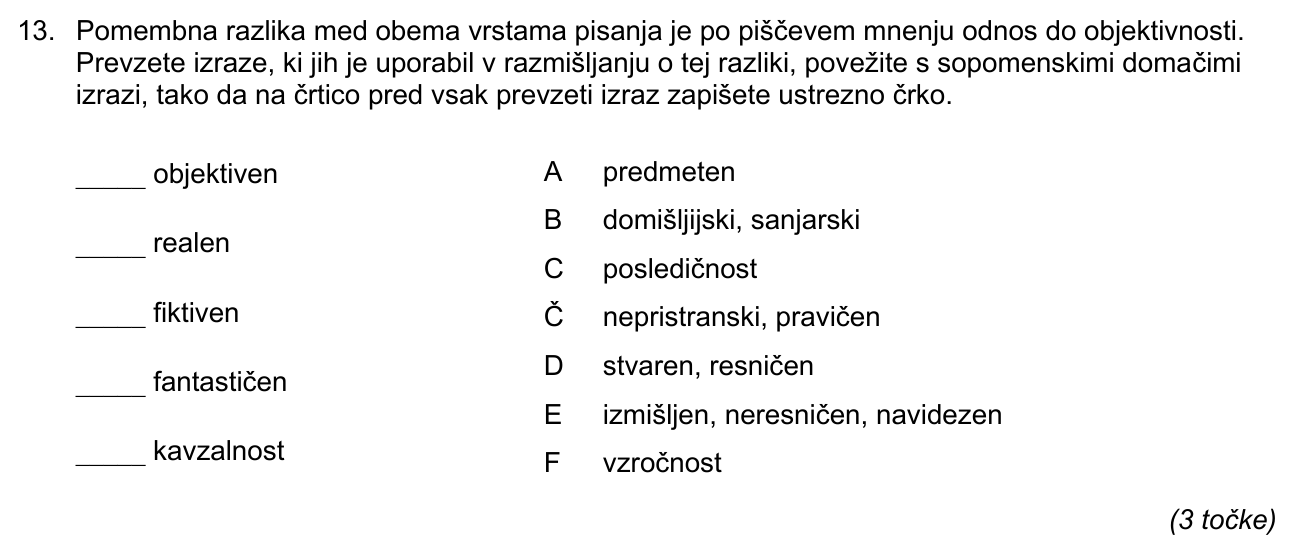 13. Pomembna razlika med obema vrstama pisanja je po piščevem mnenju odnos do objektivnosti.
Prevzete izraze, ki jih je uporabil v razmišljanju o tej razliki, povežite s sopomenskimi domačimi
izrazi, tako da na črtico pred vsak prevzeti izraz zapišete ustrezno črko.
_____ objektiven
_____ realen
_____ fiktiven
_____ fantastičen
_____ kavzalnost
A predmeten
B domišljijski, sanjarski
C posledičnost
Č nepristranski, pravičen
D stvaren, resničen
E izmišljen, neresničen, navidezen
F vzročnost
(3 točke)